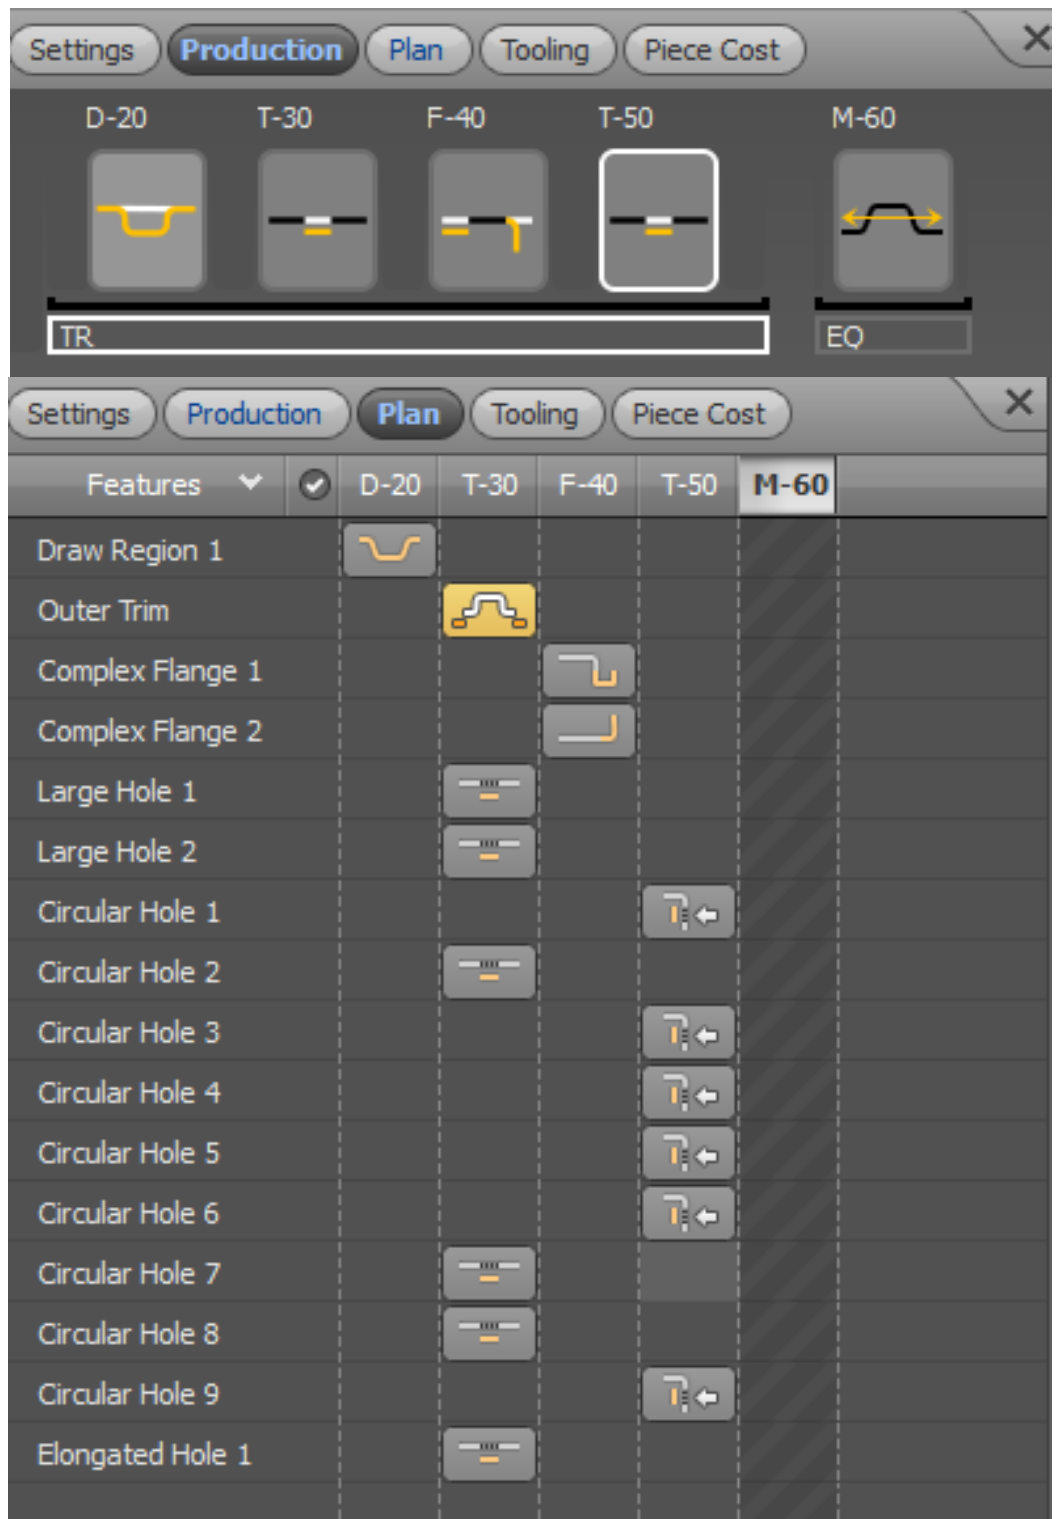 Settings Production Plan Tooling Piece Cost
D-20 T-30 F-40 T-50 M-60
TR EQ
Settings Production Plan Tooling Piece Cost
Features D-20 T-30 F-40 T-50 M-60
Draw Region 1
Outer Trim
Complex Flange 1
Complex Flange 2
Large Hole 1
Large Hole 2
Circular Hole 1
Circular Hole 2
Circular Hole 3
Circular Hole 4
Circular Hole 5
Circular Hole 6
Circular Hole 7
Circular Hole 8
Circular Hole 9
Elongated Hole 1